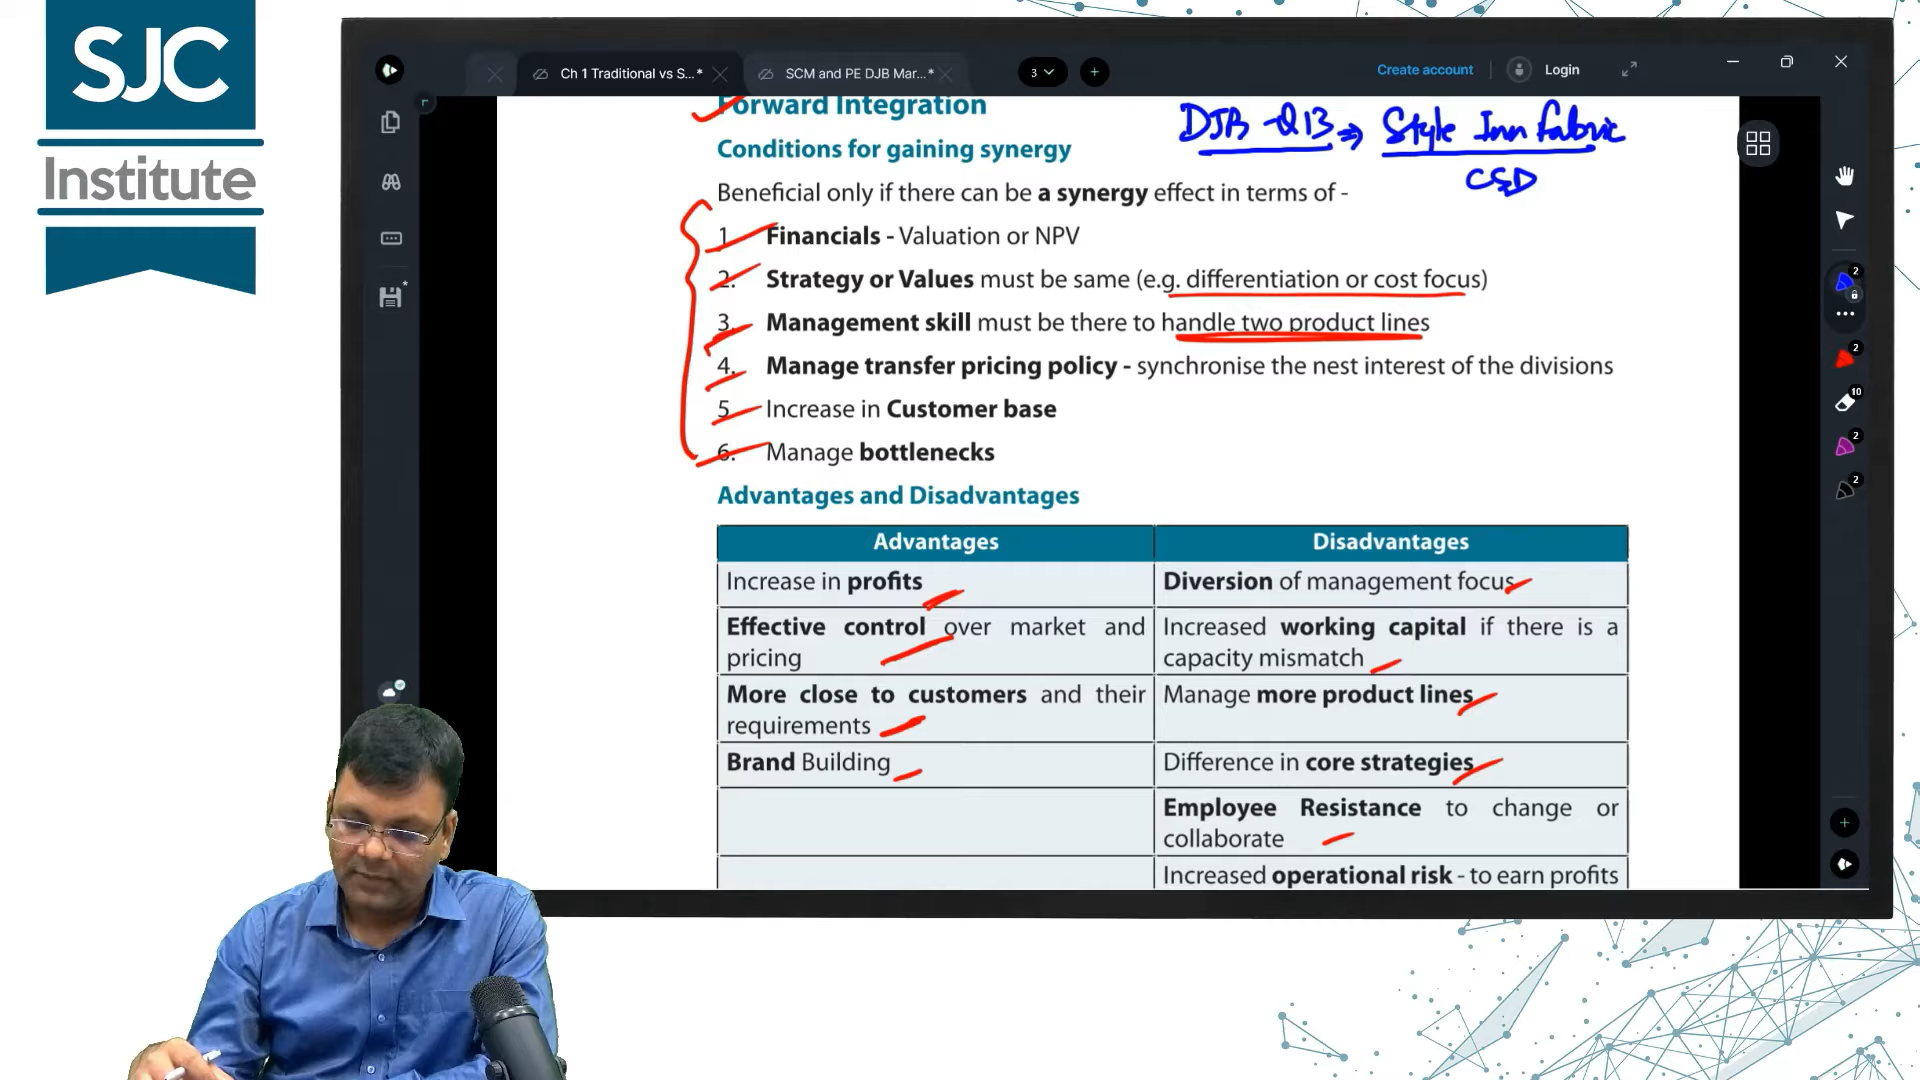 SJC
Institute
Ch 1 Traditional vs S...*
SCM and PE DJB Mar...*
3
Create account
Login
Forward Integration
DJB - Q13 ⇒ Style Inn Fabric
Conditions for gaining synergy
Beneficial only if there can be a synergy effect in terms of -
1. Financials - Valuation or NPV
2. Strategy or Values must be same (e.g. differentiation or cost focus)
3. Management skill must be there to handle two product lines
4. Manage transfer pricing policy - synchronise the nest interest of the divisions
5. Increase in Customer base
6. Manage bottlenecks
Advantages and Disadvantages
Advantages
Disadvantages
Increase in profits
Diversion of management focus
Effective control over market and
pricing
Increased working capital if there is a
capacity mismatch
More close to customers and their
requirements
Manage more product lines
Brand Building
Difference in core strategies
Employee Resistance to change or
collaborate
Increased operational risk - to earn profits
2
2
10
2
2